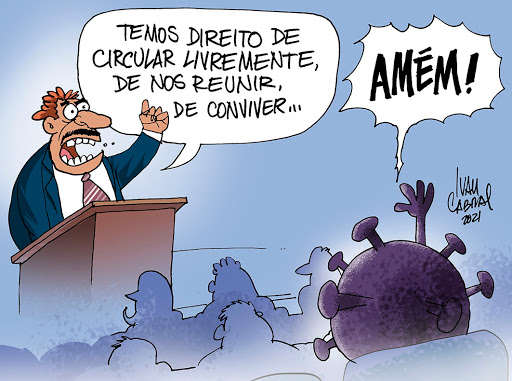 TEMOS DIREITO DE
CIRCULAR LIVREMENTE,
DE NOS REUNIR,
DE CONVIVER...
AMÉM!
IVAN
CABRAL
2021